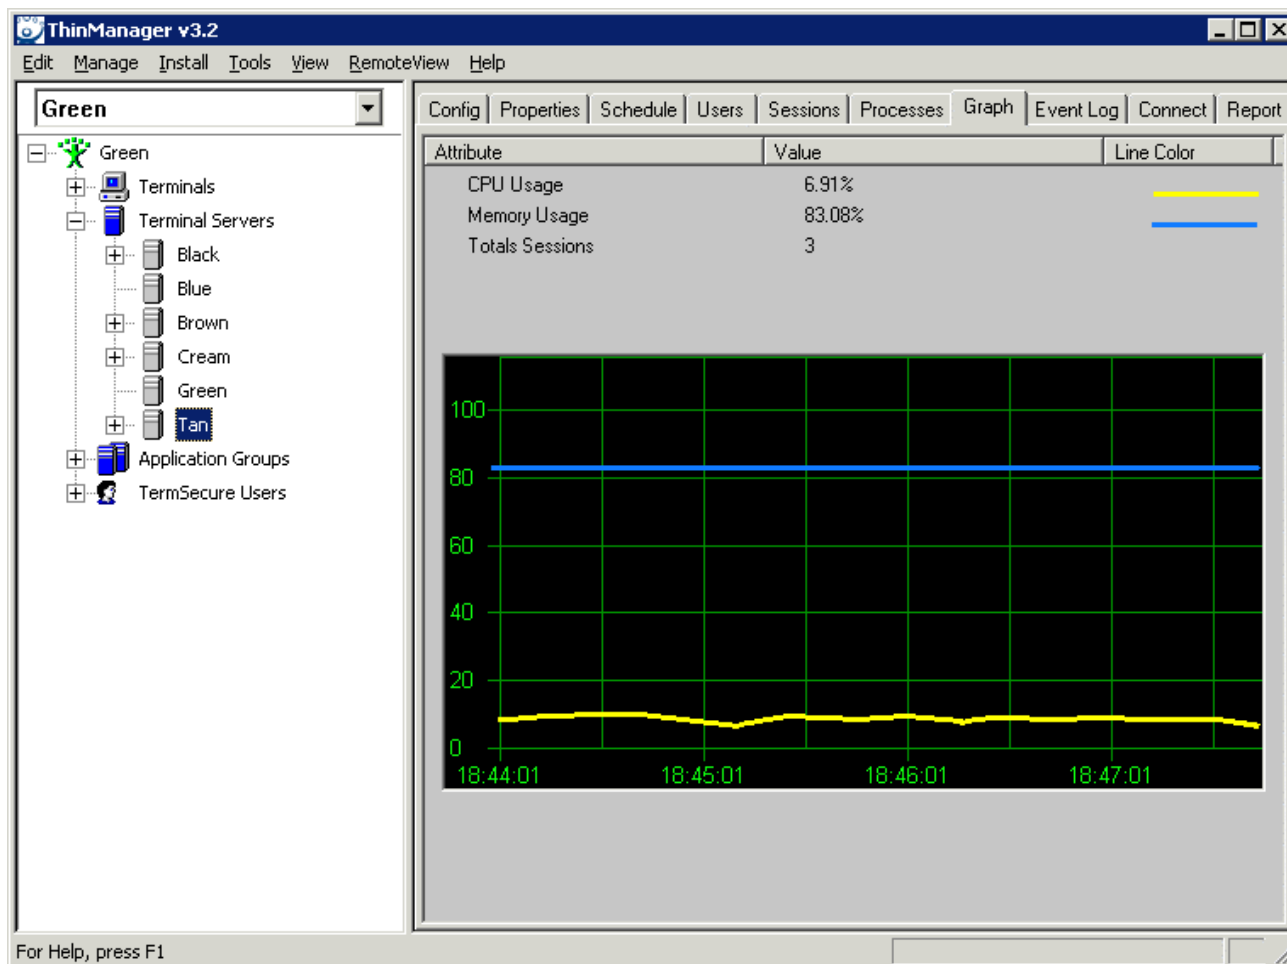 ThinManager v3.2
Edit Manage Install Tools View RemoteView Help
Green
Green
Terminals
Terminal Servers
Black
Blue
Brown
Cream
Green
Tan
Application Groups
TermSecure Users
Config Properties Schedule Users Sessions Processes Graph Event Log Connect Report
Attribute Value Line Color
CPU Usage 6.91%
Memory Usage 83.08%
Totals Sessions 3
100
80
60
40
20
0
18:44:01 18:45:01 18:46:01 18:47:01
For Help, press F1